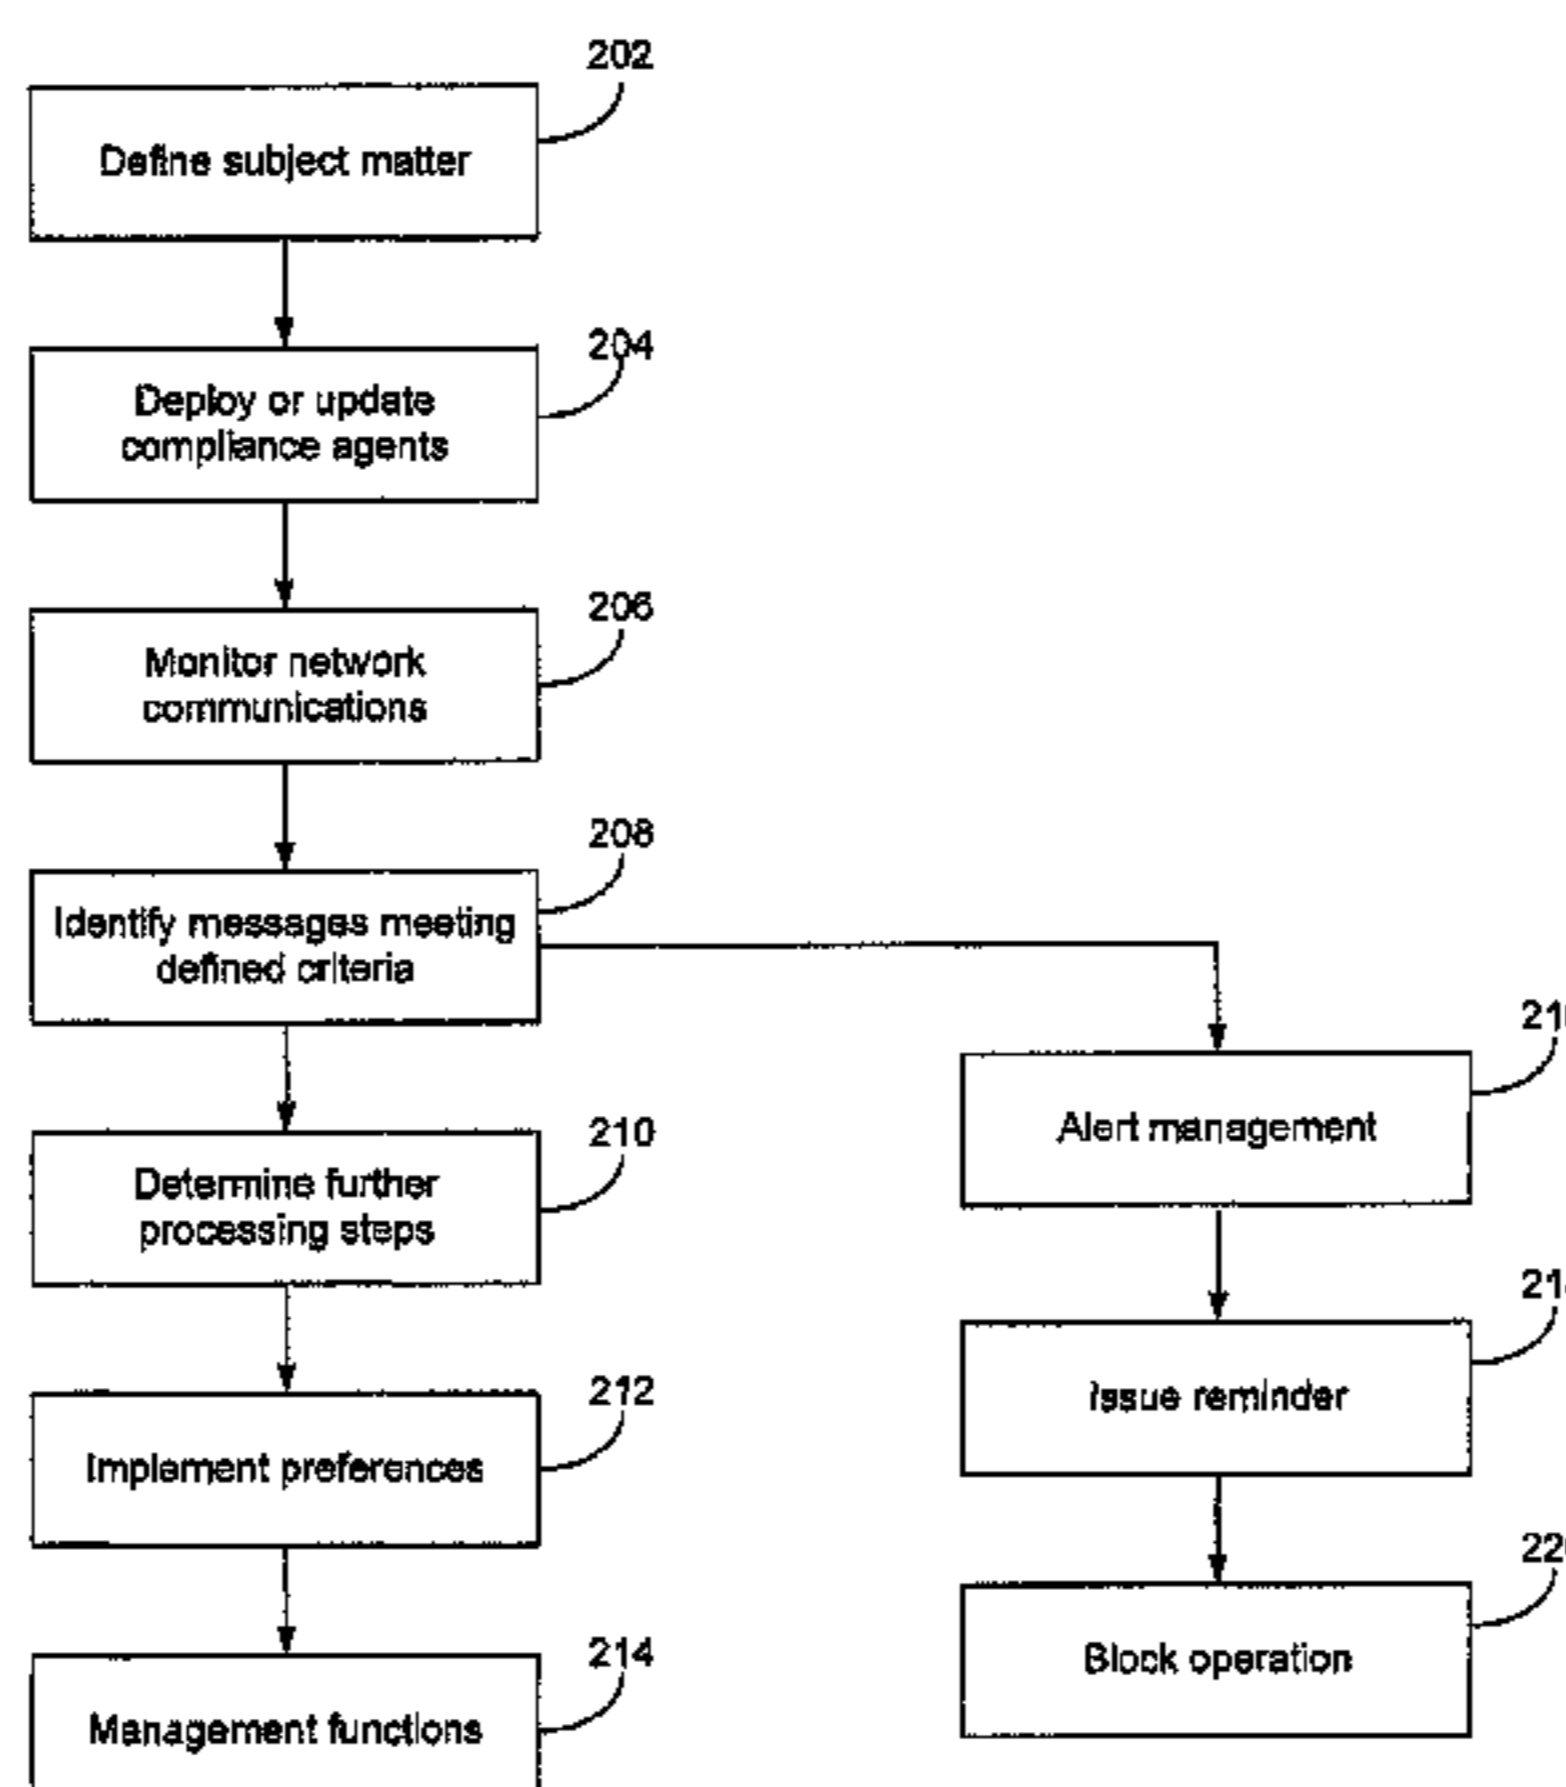 202
Define subject matter
204
Deploy or update
compliance agents
206
Monitor network
communications
208
Identify messages meeting
defined criteria
210
Determine further
processing steps
212
Implement preferences
214
Management functions
Alert management
Issue reminder
Block operation